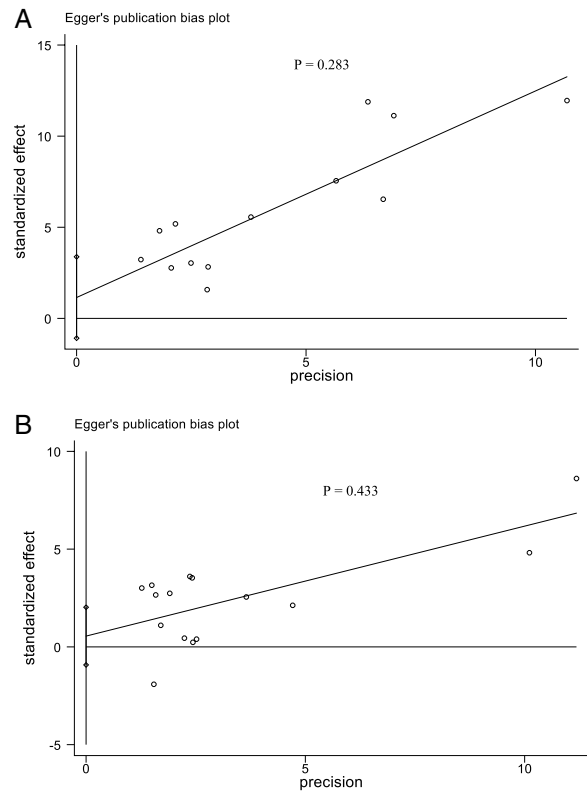 A
Egger's publication bias plot
P = 0.283
15
10
5
0
standardized effect
0 5 10
precision
B
Egger's publication bias plot
P = 0.433
10
5
0
-5
standardized effect
0 5 10
precision